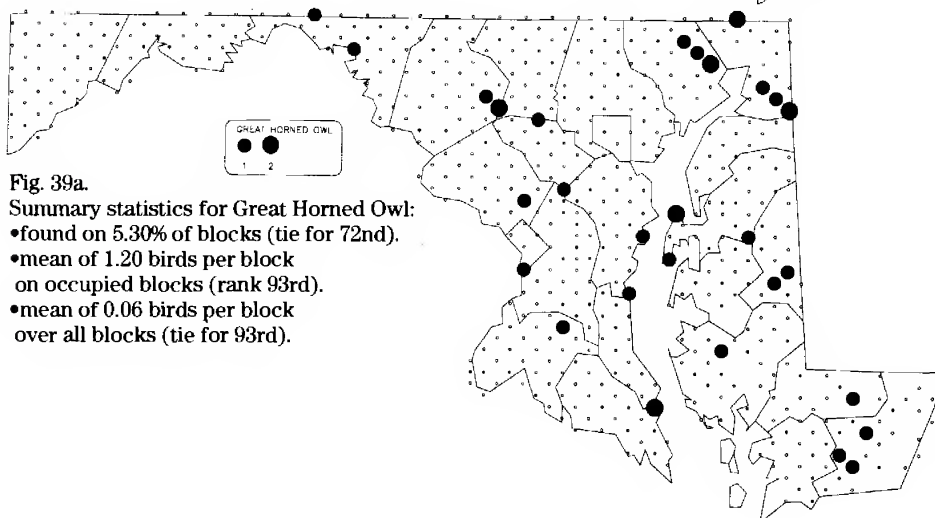 GREAT HORNED OWL
1 2
Fig. 39a.
Summary statistics for Great Horned Owl:
•found on 5.30% of blocks (tie for 72nd).
•mean of 1.20 birds per block
on occupied blocks (rank 93rd).
•mean of 0.06 birds per block
over all blocks (tie for 93rd).